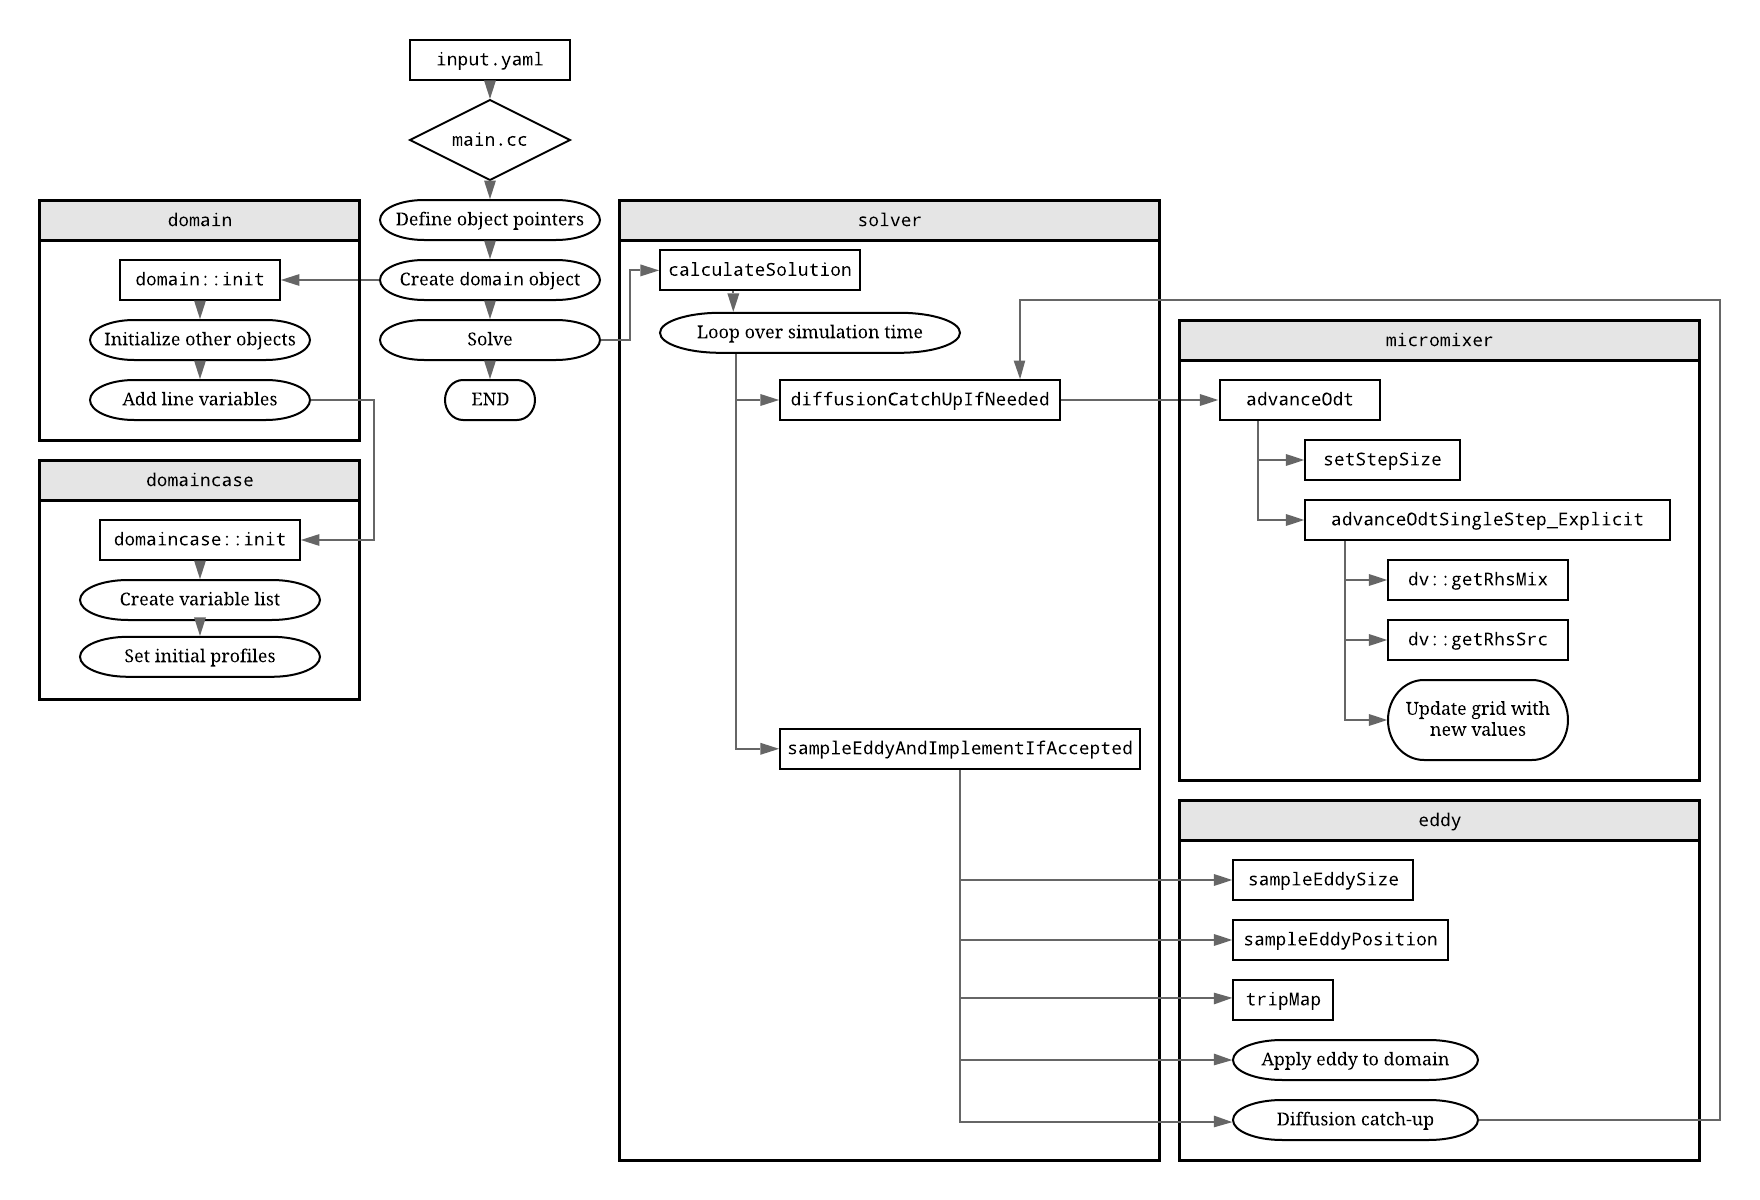 input.yaml
main.cc
Define object pointers
Create domain object
Solve
END
domain
domain::init
Initialize other objects
Add line variables
domaincase
domaincase::init
Create variable list
Set initial profiles
solver
calculateSolution
Loop over simulation time
diffusionCatchUpIfNeeded
sampleEddyAndImplementIfAccepted
micromixer
advanceOdt
setStepSize
advanceOdtSingleStep_Explicit
dv::getRhsMix
dv::getRhsSrc
Update grid with
new values
eddy
sampleEddySize
sampleEddyPosition
tripMap
Apply eddy to domain
Diffusion catch-up